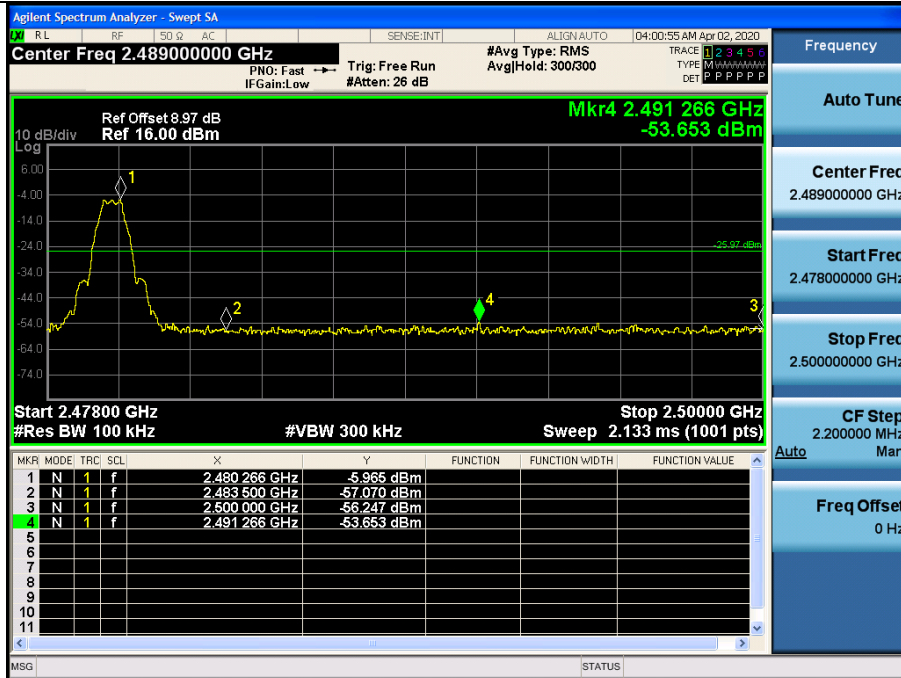 Agilent Spectrum Analyzer - Swept SA
LXI RL RF 50 Ω AC SENSE:INT ALIGN AUTO 04:00:55 AM Apr 02, 2020
Center Freq 2.489000000 GHz #Avg Type: RMS TRACE 1 2 3 4 5 6
PNO: Fast Trig: Free Run Avg|Hold: 300/300 TYPE M WWWWW
IFGain:Low #Atten: 26 dB DET P P P P P P
Ref Offset 8.97 dB Mkr4 2.491 266 GHz
10 dB/div Ref 16.00 dBm -53.653 dBm
Log
6.00
1
-4.00
-14.0
-24.0
-25.97 dBm
-34.0
-44.0
2
4
3
-54.0
-64.0
-74.0
Start 2.47800 GHz Stop 2.50000 GHz
#Res BW 100 kHz #VBW 300 kHz Sweep 2.133 ms (1001 pts)
MKR MODE TRC SCL X Y FUNCTION FUNCTION WIDTH FUNCTION VALUE
1 N 1 f 2.480 266 GHz -5.965 dBm
2 N 1 f 2.483 500 GHz -57.070 dBm
3 N 1 f 2.500 000 GHz -56.247 dBm
4 N 1 f 2.491 266 GHz -53.653 dBm
5
6
7
8
9
10
11
MSG STATUS
Frequency
Auto Tune
Center Freq
2.489000000 GHz
Start Freq
2.478000000 GHz
Stop Freq
2.500000000 GHz
CF Step
2.200000 MHz
Auto Man
Freq Offset
0 Hz